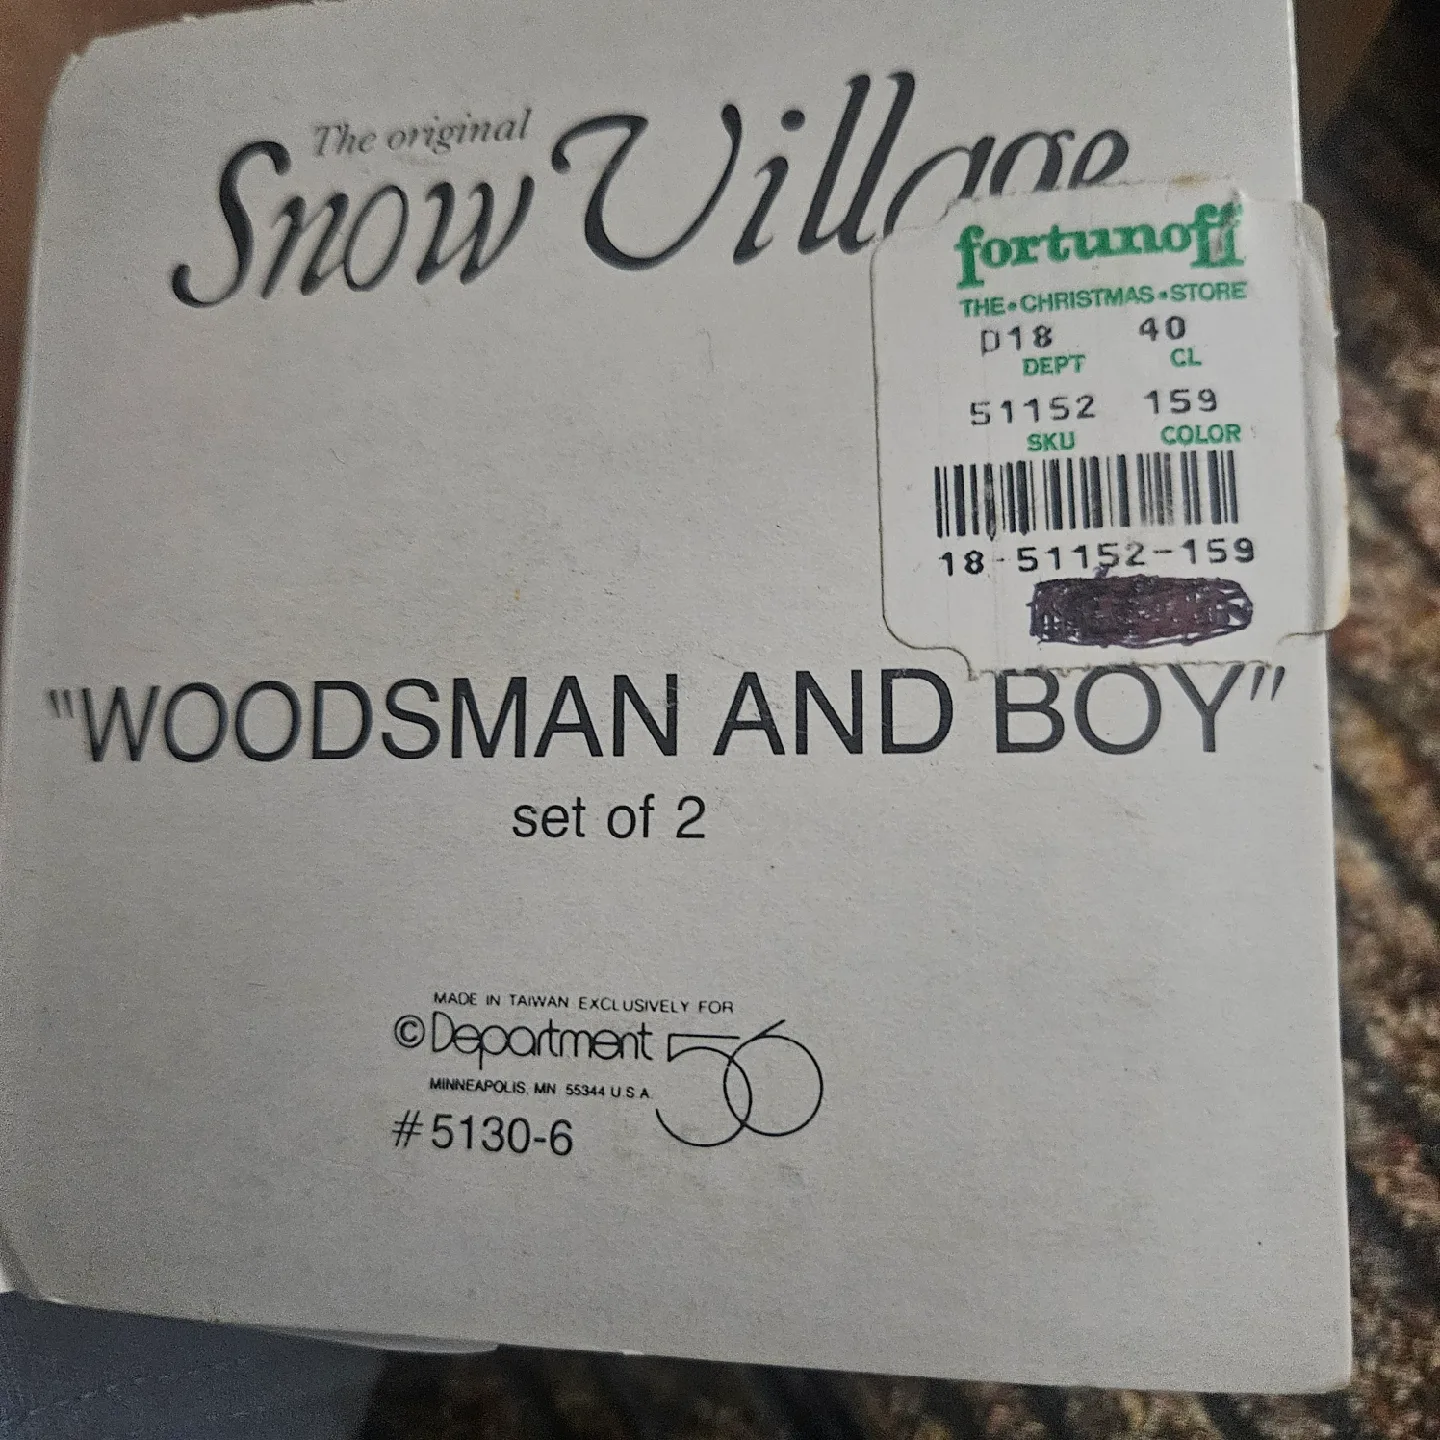 The original
Snow Village
fortunoff
THE•CHRISTMAS•STORE
D18 40
DEPT CL
51152 159
SKU COLOR
18-51152-159
"WOODSMAN AND BOY"
set of 2
MADE IN TAIWAN EXCLUSIVELY FOR
©Department 56
MINNEAPOLIS, MN 55344 U.S.A.
#5130-6